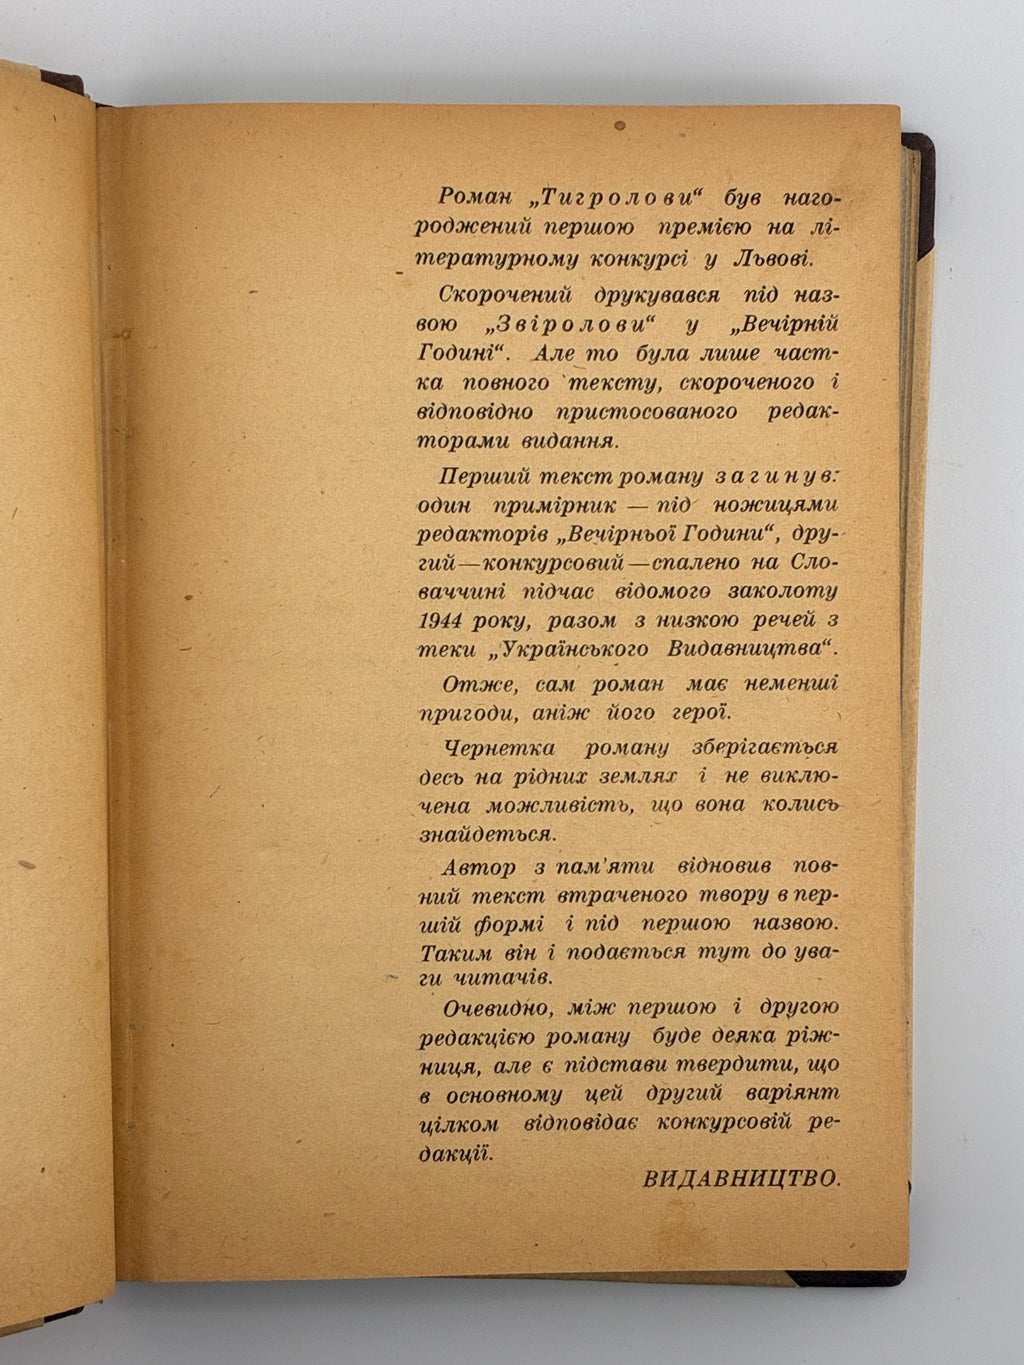 Роман „Тигролови“ був наго-
роджений першою премією на лі-
тературному конкурсі у Львові.
Скорочений друкувався під наз-
вою „Звіролови“ у „Вечірній
Годині“. Але то була лише част-
ка повного тексту, скороченого і
відповідно пристосованого редак-
торами видання.
Перший текст роману загинув:
один примірник — під ножицями
редакторів „Вечірньої Години“, дру-
гий — конкурсовий — спалено на Сло-
ваччині підчас відомого заколоту
1944 року, разом з низкою речей з
теки „Українського Видавництва“.
Отже, сам роман має неменші
пригоди, аніж його герої.
Чернетка роману зберігається
десь на рідних землях і не виклю-
чена можливість, що вона колись
знайдеться.
Автор з пам'яти відновив пов-
ний текст втраченого твору в пер-
шій формі і під першою назвою.
Таким він і подається тут до ува-
ги читачів.
Очевидно, між першою і другою
редакцією роману буде деяка ріж-
ниця, але є підстави твердити, що
в основному цей другий варіянт
цілком відповідає конкурсовій ре-
дакції.
ВИДАВНИЦТВО.